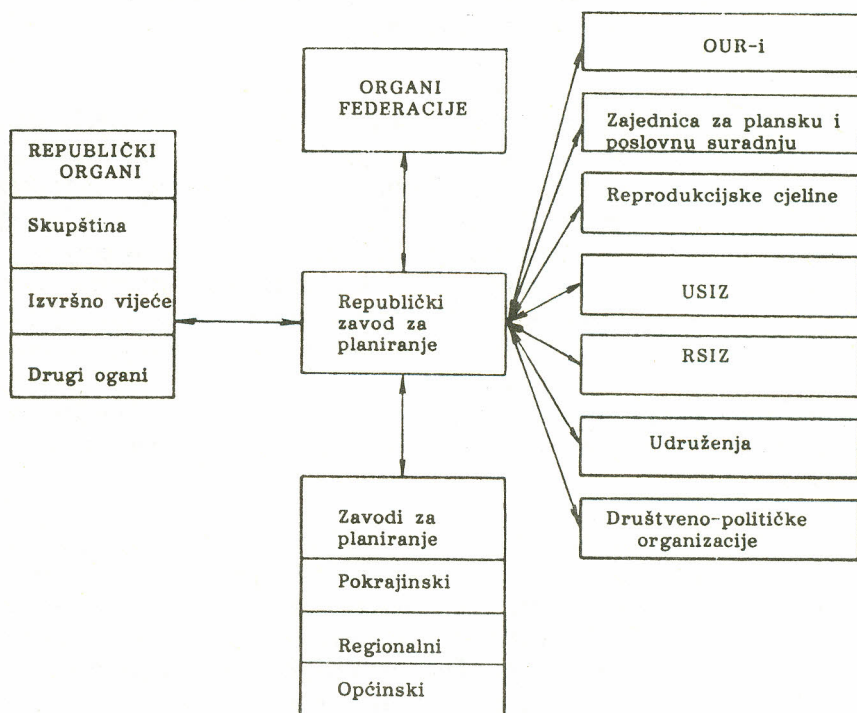 ORGANI
FEDERACIJE
REPUBLIČKI
ORGANI
Skupština
Izvršno vijeće
Drugi ogani
Republički
zavod za
planiranje
Zavodi za
planiranje
Pokrajinski
Regionalni
Općinski
OUR-i
Zajednica za plansku i
poslovnu suradnju
Reprodukcijske cjeline
USIZ
RSIZ
Udruženja
Društveno-političke
organizacije